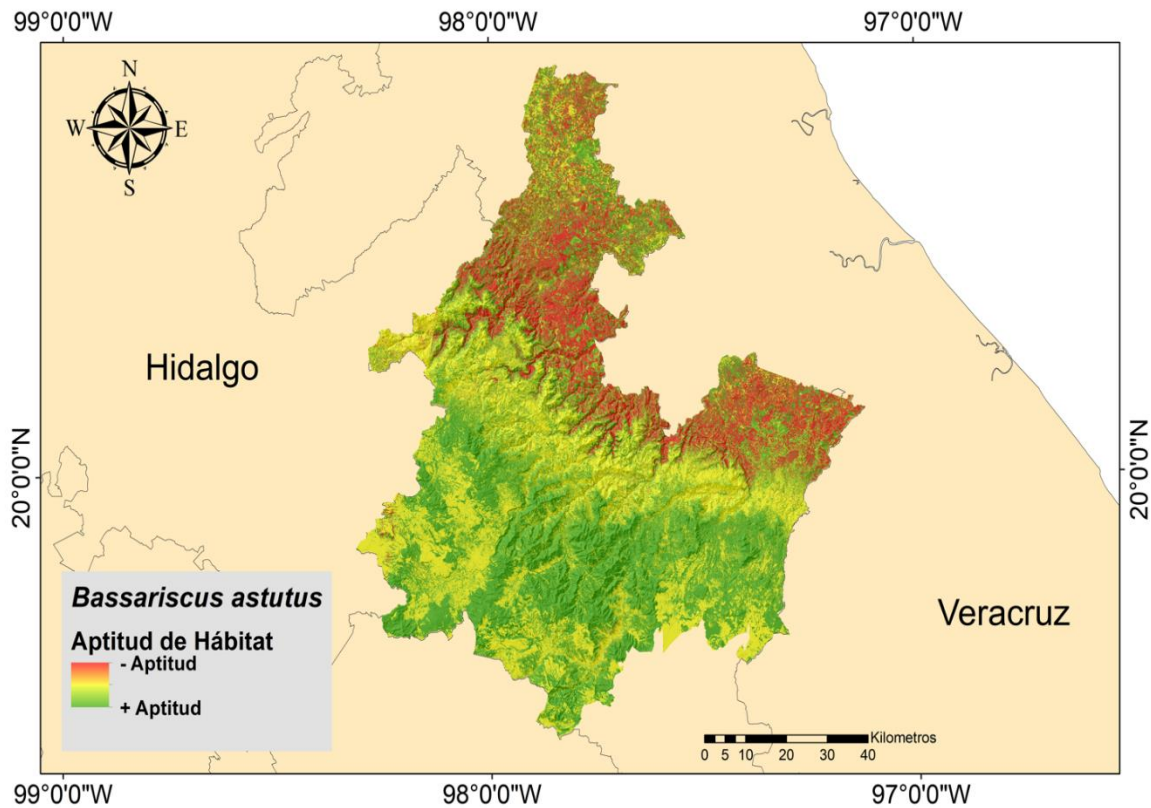 99°0'0"W
98°0'0"W
97°0'0"W
N
W
E
S
Hidalgo
20°0'0"N
20°0'0"N
Bassariscus astutus
Aptitud de Hábitat
- Aptitud
+ Aptitud
Veracruz
Kilometros
0 5 10 20 30 40
99°0'0"W
98°0'0"W
97°0'0"W